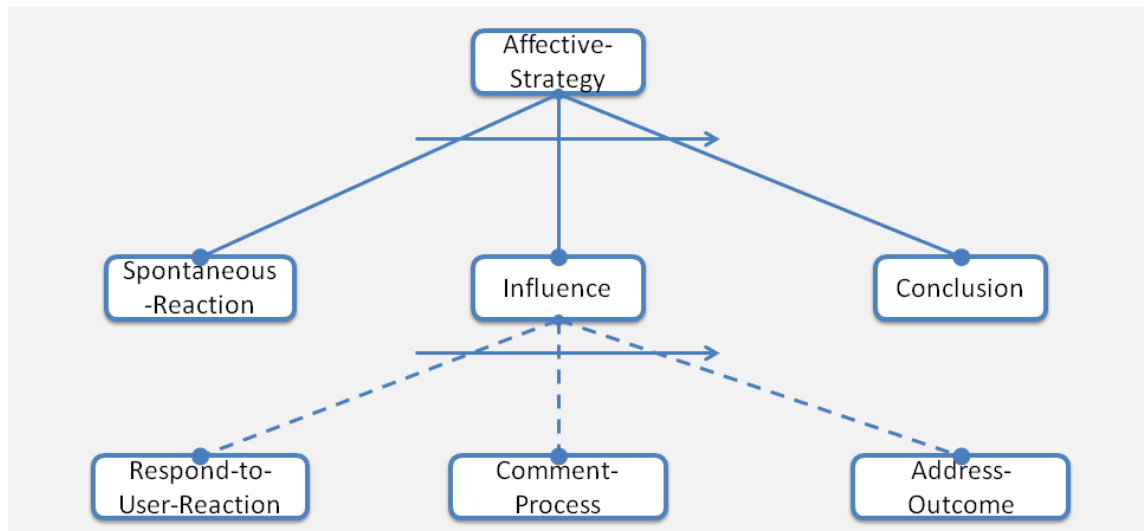 Affective-
Strategy
Spontaneous
-Reaction
Influence
Conclusion
Respond-to-
User-Reaction
Comment-
Process
Address-
Outcome